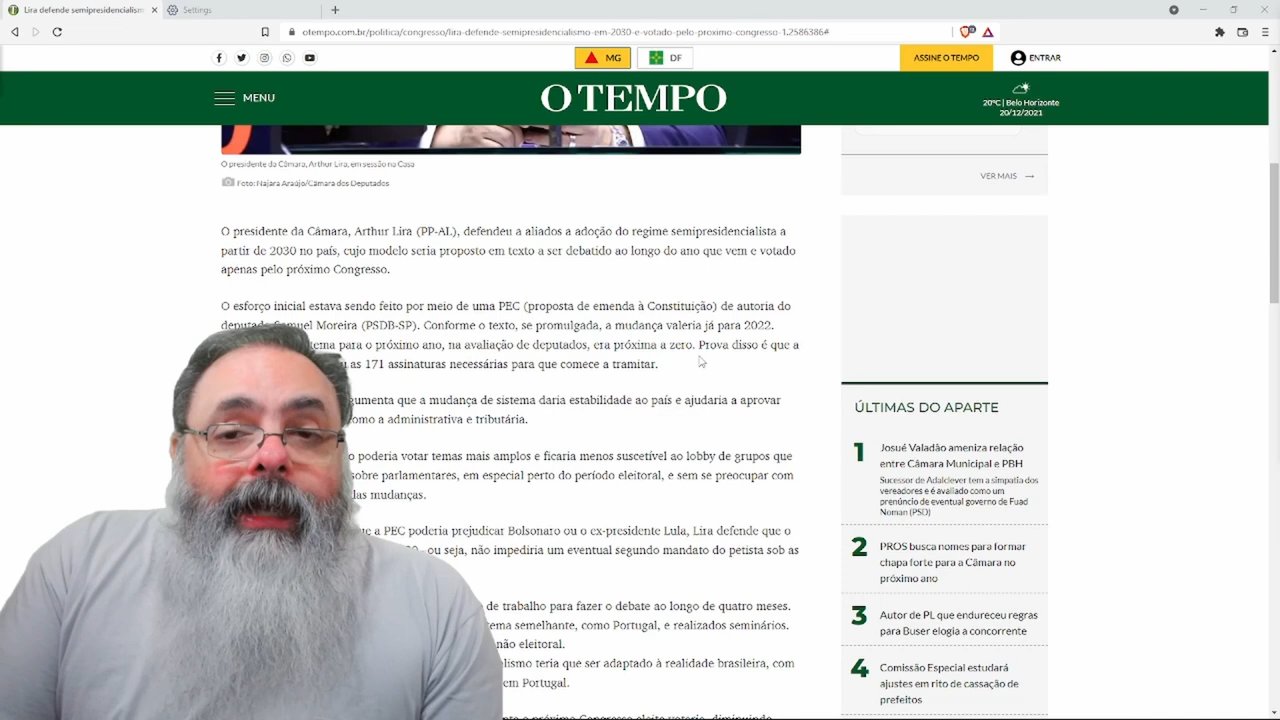 Lira defende semipresidencialism
Settings
otempo.com.br/politica/congresso/lira-defende-semipresidencialismo-em-2030-e-votado-pelo-proximo-congresso-1.2586386#
MG
DF
ASSINE O TEMPO
ENTRAR
MENU
O TEMPO
20°C | Belo Horizonte
20/12/2021
O presidente da Câmara, Arthur Lira, em sessão na Casa
Foto: Najara Araújo/Câmara dos Deputados
VER MAIS →
O presidente da Câmara, Arthur Lira (PP-AL), defendeu a aliados a adoção do regime semipresidencialista a
partir de 2030 no país, cujo modelo seria proposto em texto a ser debatido ao longo do ano que vem e votado
apenas pelo próximo Congresso.
O esforço inicial estava sendo feito por meio de uma PEC (proposta de emenda à Constituição) de autoria do
deputado Samuel Moreira (PSDB-SP). Conforme o texto, se promulgada, a mudança valeria já para 2022.
tema para o próximo ano, na avaliação de deputados, era próxima a zero. Prova disso é que a
as 171 assinaturas necessárias para que comece a tramitar.
gumenta que a mudança de sistema daria estabilidade ao país e ajudaria a aprovar
omo a administrativa e tributária.
o poderia votar temas mais amplos e ficaria menos suscetível ao lobby de grupos que
sobre parlamentares, em especial perto do período eleitoral, e sem se preocupar com
das mudanças.
ue a PEC poderia prejudicar Bolsonaro ou o ex-presidente Lula, Lira defende que o
ou seja, não impediria um eventual segundo mandato do petista sob as
de trabalho para fazer o debate ao longo de quatro meses.
ema semelhante, como Portugal, e realizados seminários.
não eleitoral.
lismo teria que ser adaptado à realidade brasileira, com
em Portugal.
o próximo Congresso eleito votaria, diminuindo
ÚLTIMAS DO APARTE
1
Josué Valadão ameniza relação
entre Câmara Municipal e PBH
Sucessor de Adalclever tem a simpatia dos
vereadores e é avaliado como um
prenúncio de eventual governo de Fuad
Noman (PSD)
2
PROS busca nomes para formar
chapa forte para a Câmara no
próximo ano
3
Autor de PL que endureceu regras
para Buser elogia a concorrente
4
Comissão Especial estudará
ajustes em rito de cassação de
prefeitos